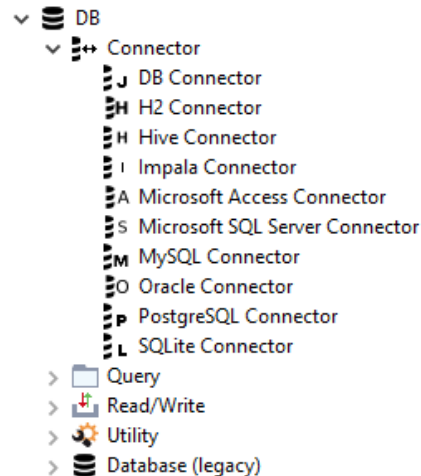 DB
Connector
J DB Connector
H H2 Connector
H Hive Connector
I Impala Connector
A Microsoft Access Connector
S Microsoft SQL Server Connector
M MySQL Connector
O Oracle Connector
P PostgreSQL Connector
L SQLite Connector
Query
Read/Write
Utility
Database (legacy)